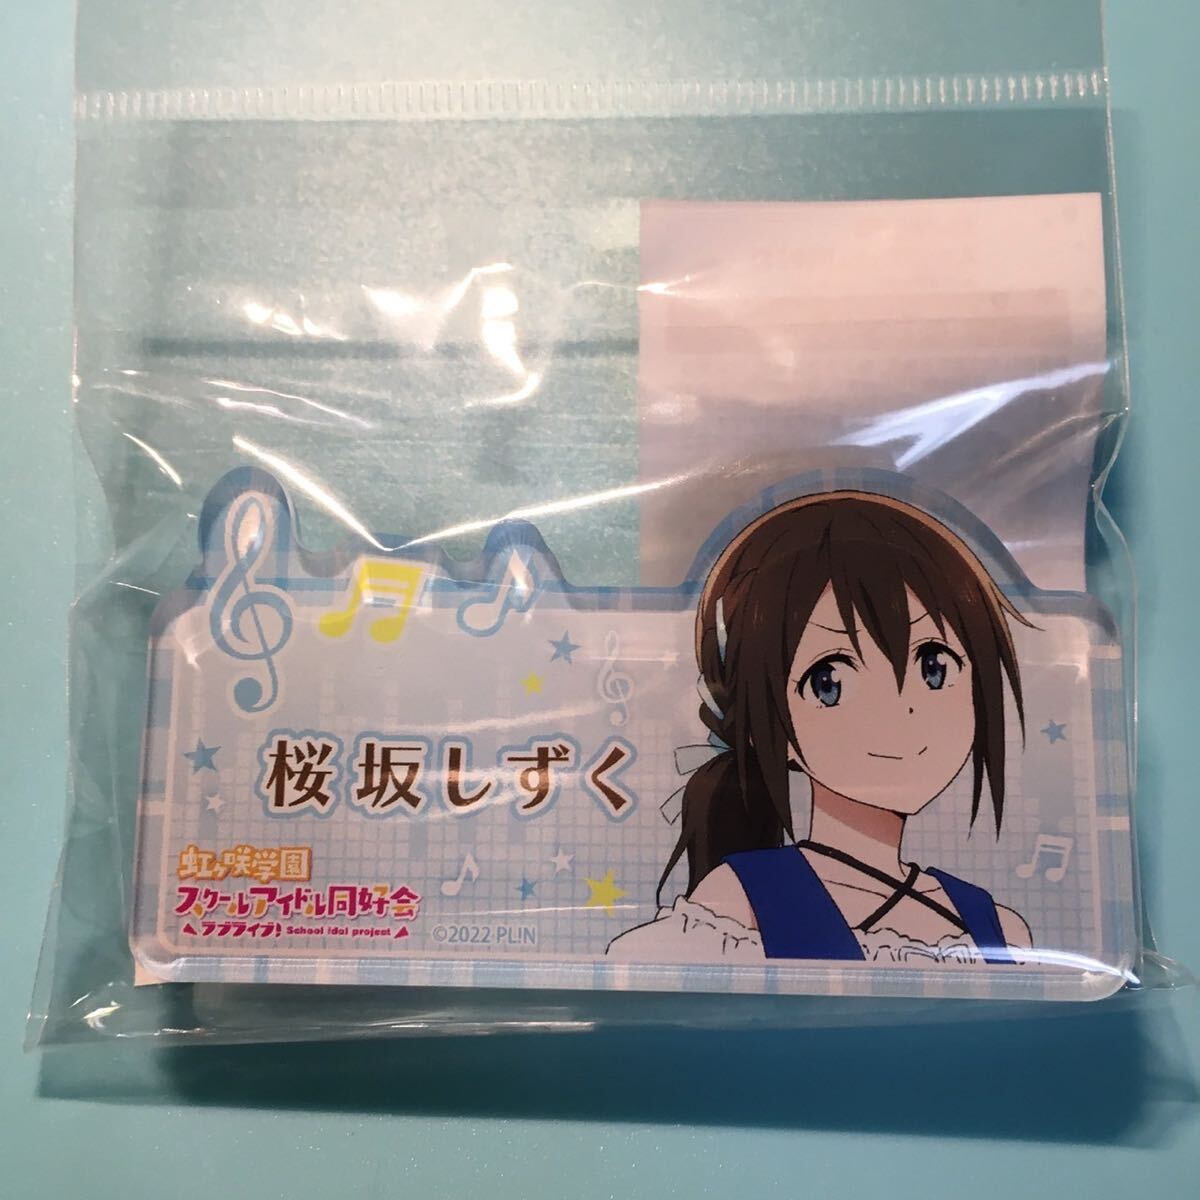 桜坂しずく
虹ヶ咲学園
スクールアイドル同好会
ラブライブ! School idol project
©2022 PL!N